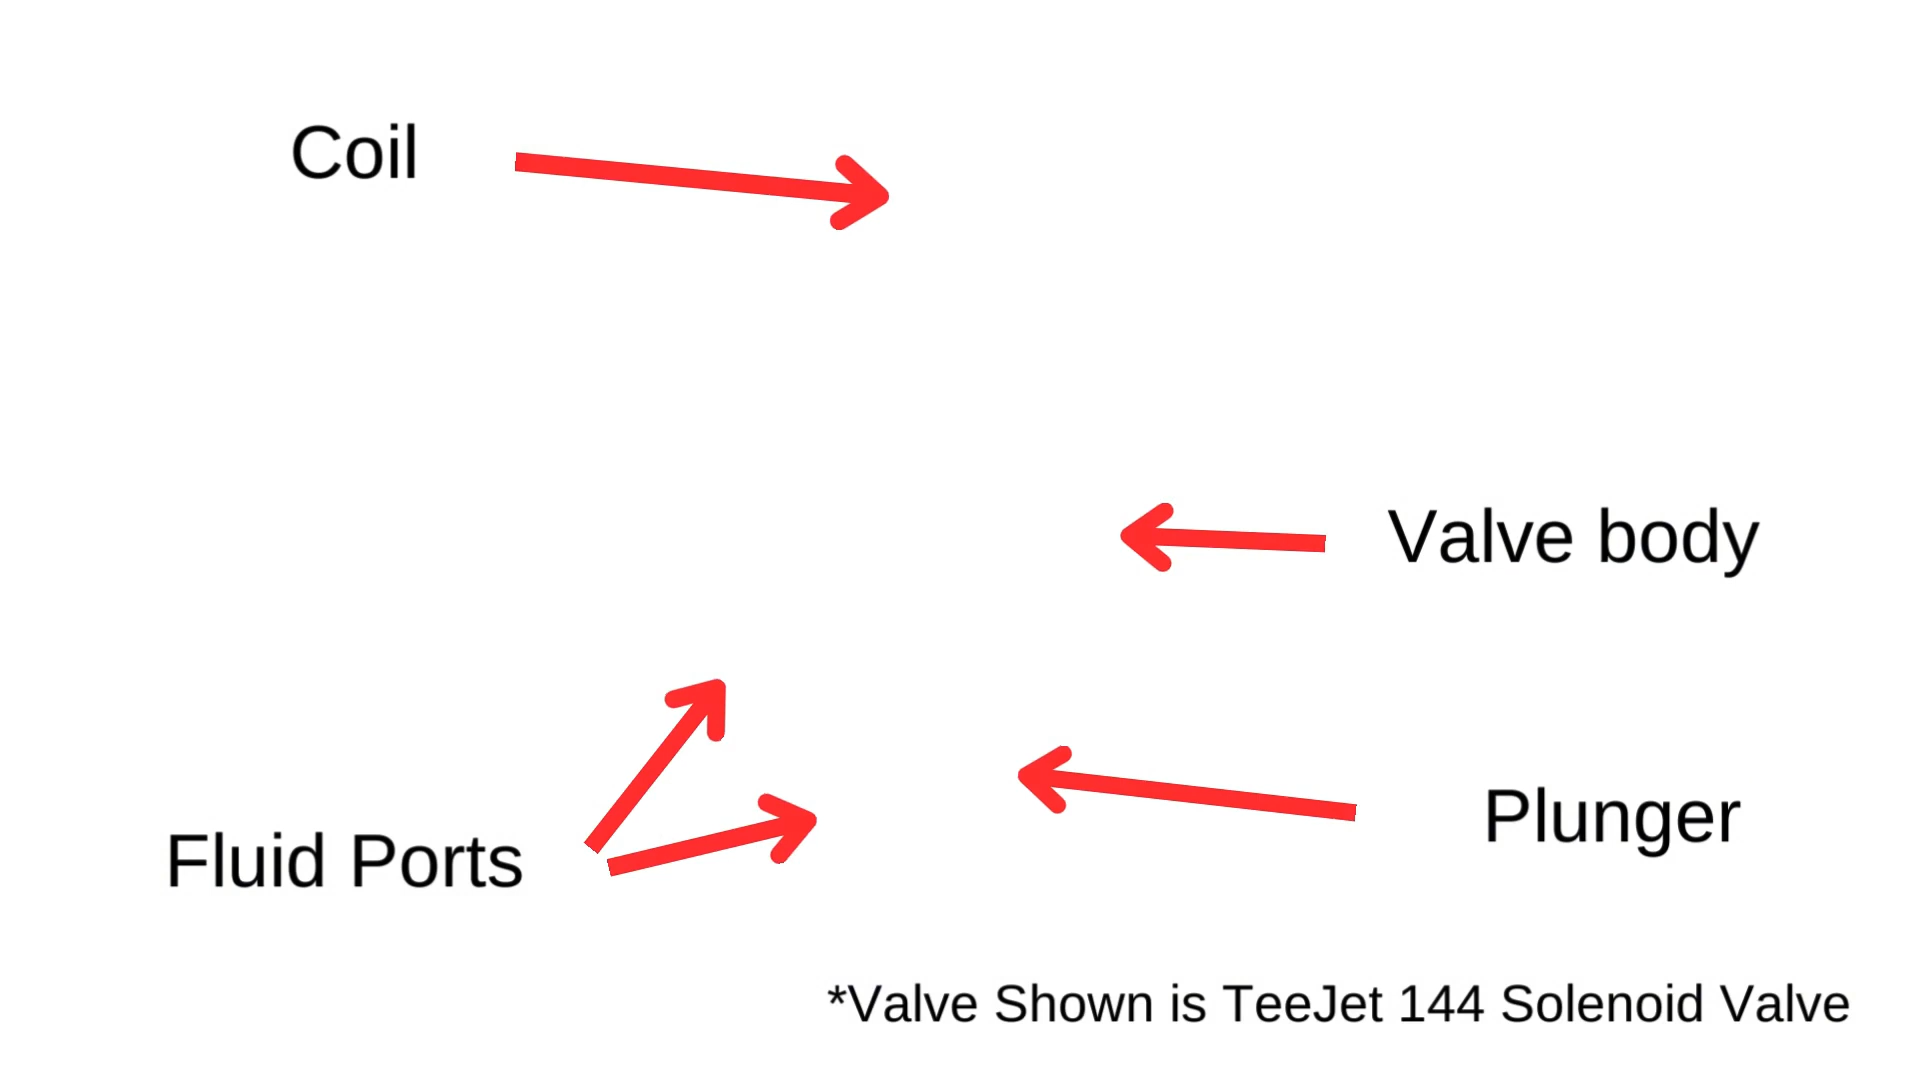 Coil
Valve body
Plunger
Fluid Ports
*Valve Shown is TeeJet 144 Solenoid Valve